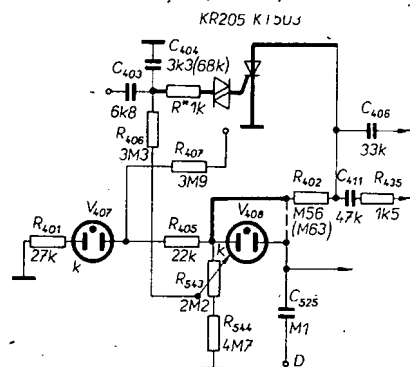 KR205 KT503
C404
3k3(68k)
C403
6k8
R*1k
R406
3M3
R407
3M9
C406
33k
R402
M56
(M63)
C411
47k
R435
1k5
V407
R401
27k
k
R405
22k
V408
k
R543
2M2
C525
M1
R544
4M7
D